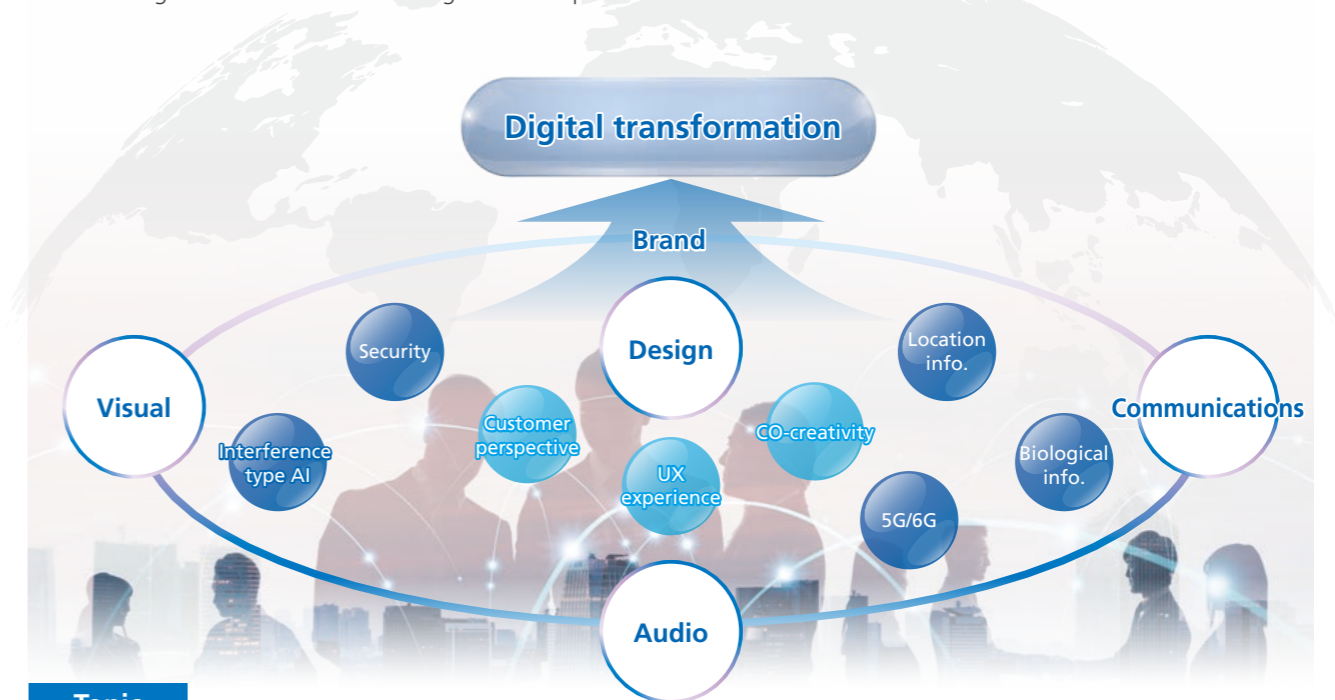 Digital transformation
Brand
Design
Security
Location
info.
Visual
Communications
Customer
perspective
CO-creativity
Interference
type AI
UX
experience
Biological
info.
5G/6G
Audio
Topic